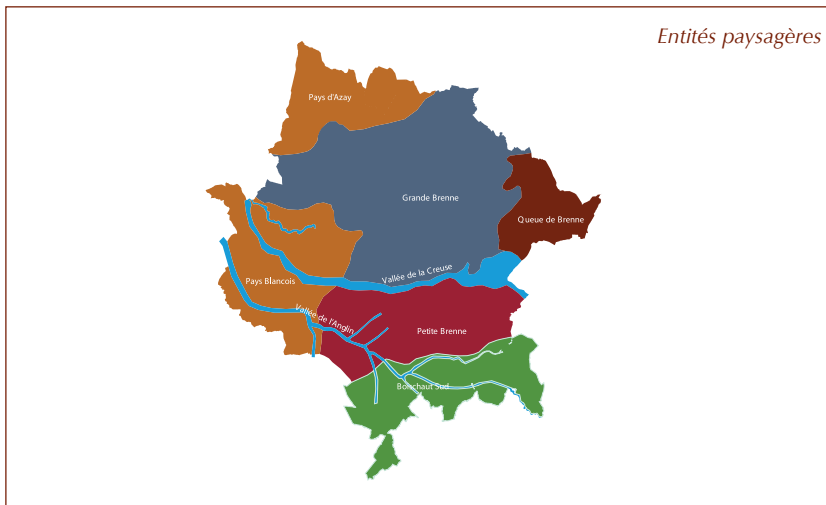 Entités paysagères
Pays d'Azay
Grande Brenne
Queue de Brenne
Vallée de la Creuse
Pays Blancois
Vallée de l'Anglin
Petite Brenne
Boischaut Sud